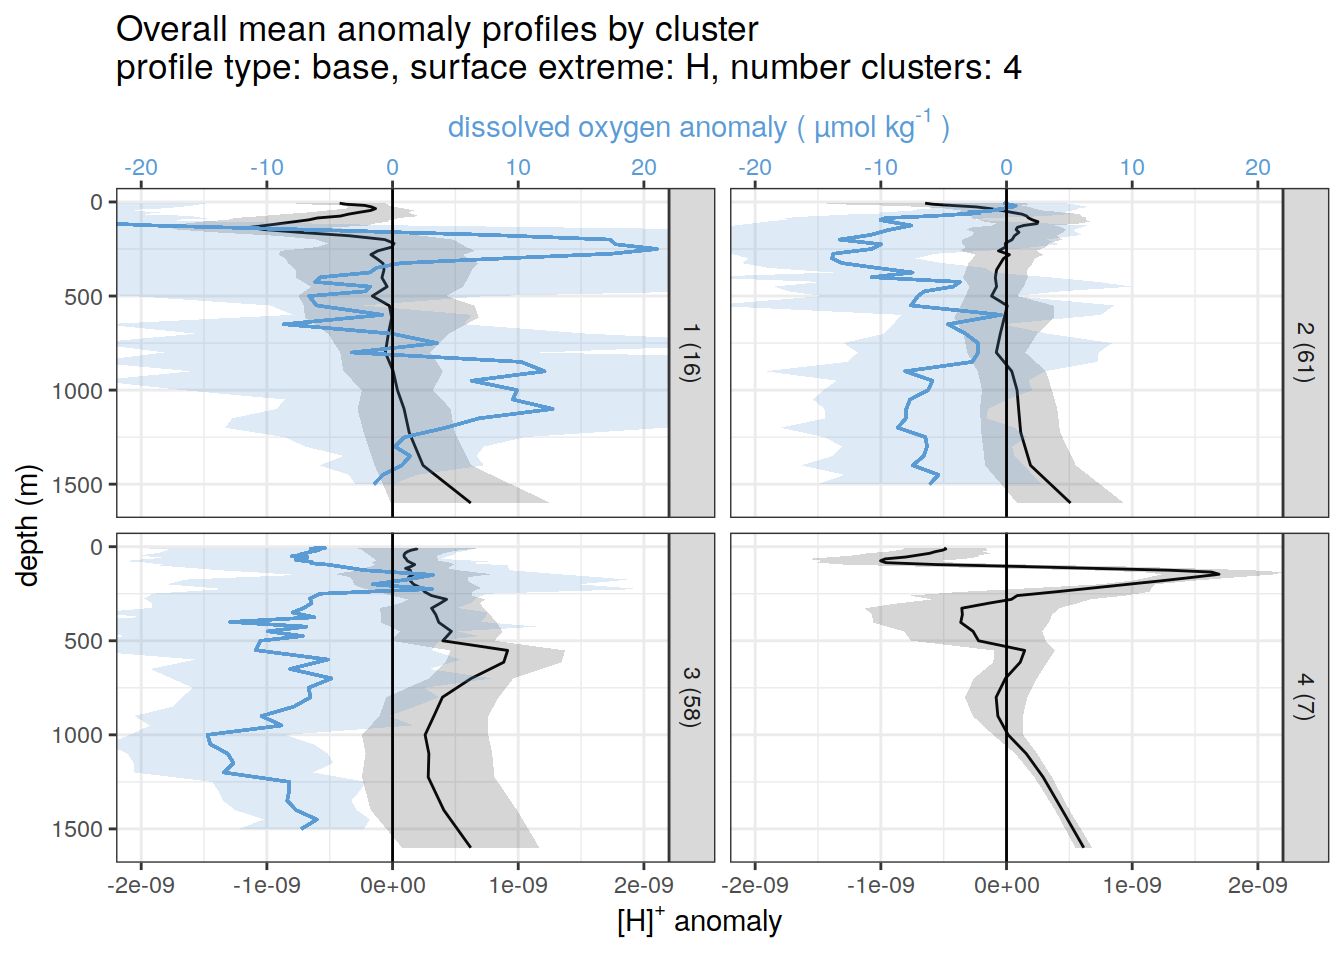 Overall mean anomaly profiles by cluster
profile type: base, surface extreme: H, number clusters: 4
dissolved oxygen anomaly ( µmol kg⁻¹ )
-20 -10 0 10 20 -20 -10 0 10 20
0
500
1000
1500
1 (16)
2 (61)
0
500
1000
1500
3 (58)
4 (7)
depth (m)
-2e-09 -1e-09 0e+00 1e-09 2e-09 -2e-09 -1e-09 0e+00 1e-09 2e-09
[H]⁺ anomaly